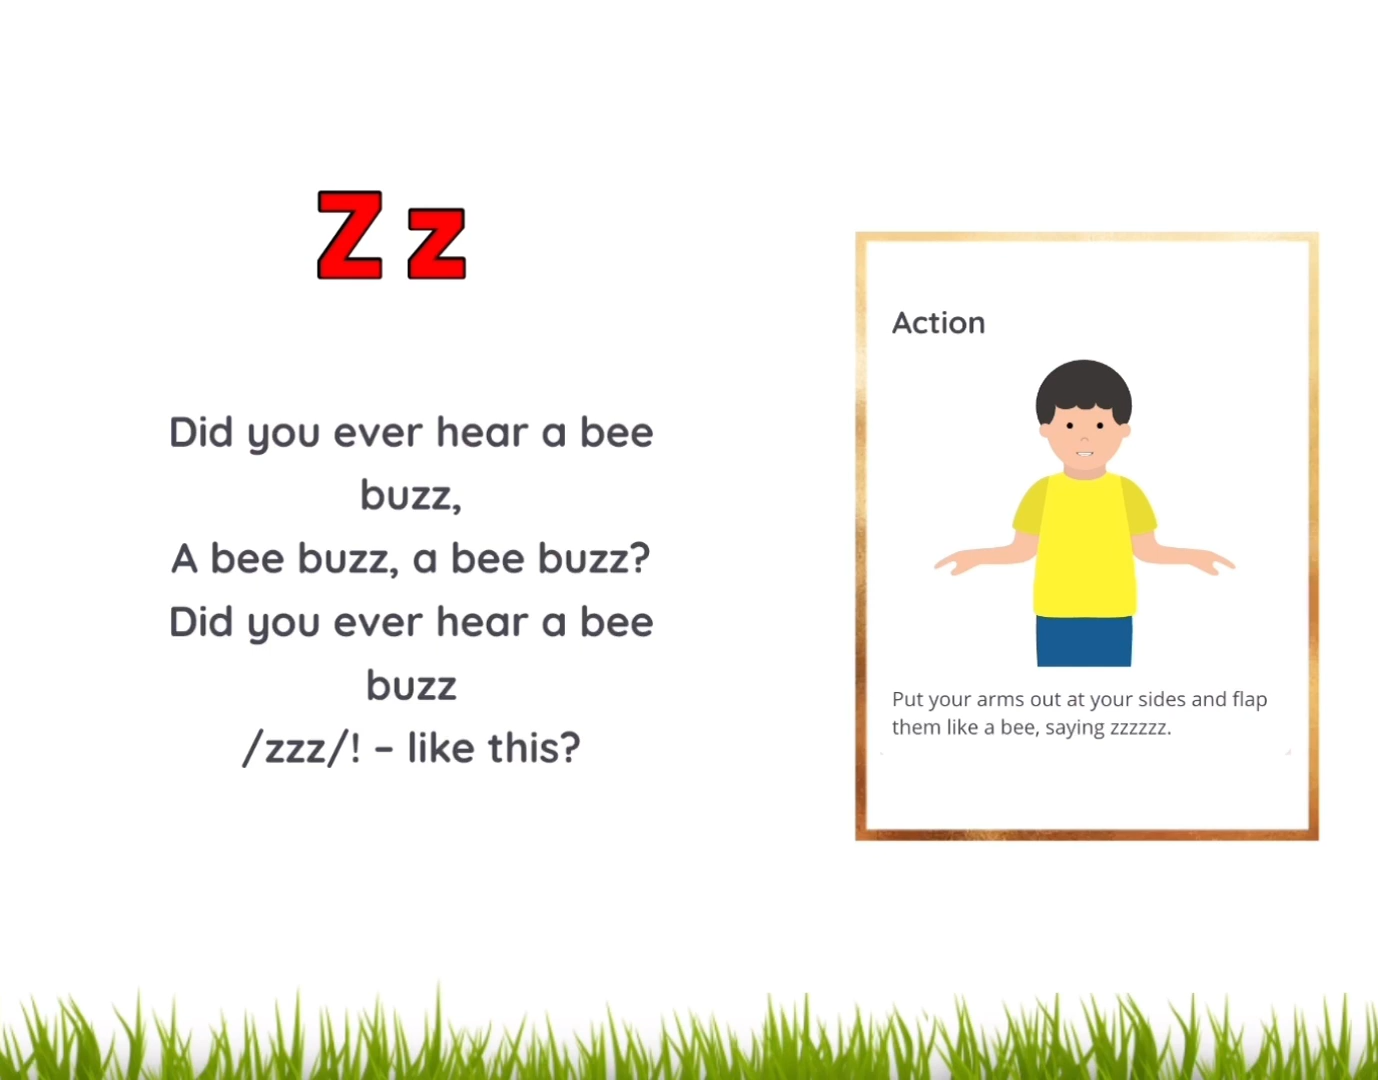 Z z
Did you ever hear a bee
buzz,
A bee buzz, a bee buzz?
Did you ever hear a bee
buzz
/zzz/! – like this?
Action
Put your arms out at your sides and flap
them like a bee, saying zzzzzz.